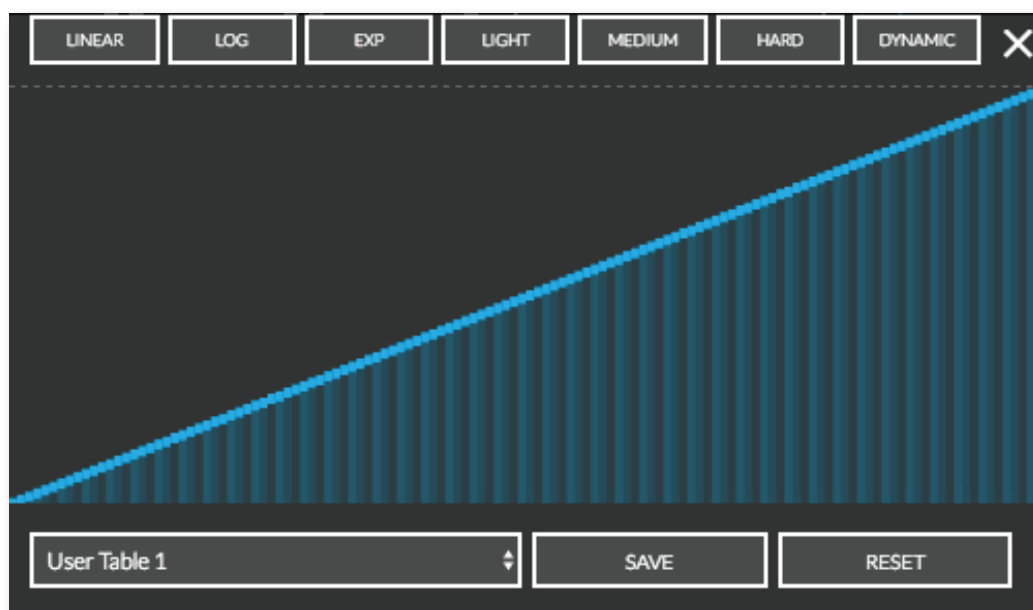 LINEAR LOG EXP LIGHT MEDIUM HARD DYNAMIC
User Table 1 SAVE RESET